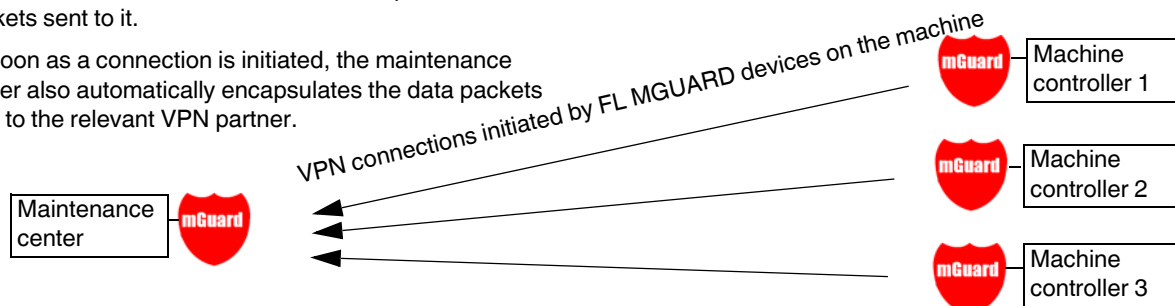 kets sent to it.
oon as a connection is initiated, the maintenance
er also automatically encapsulates the data packets
to the relevant VPN partner.
VPN connections initiated by FL MGUARD devices on the machine
mGuard
Machine
controller 1
mGuard
Machine
controller 2
Maintenance
center
mGuard
mGuard
Machine
controller 3